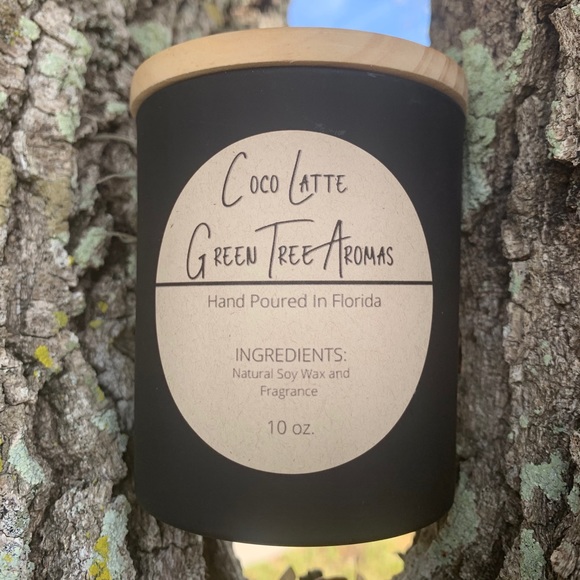 Coco Latte
Green Tree Aromas
Hand Poured In Florida
INGREDIENTS:
Natural Soy Wax and
Fragrance
10 oz.